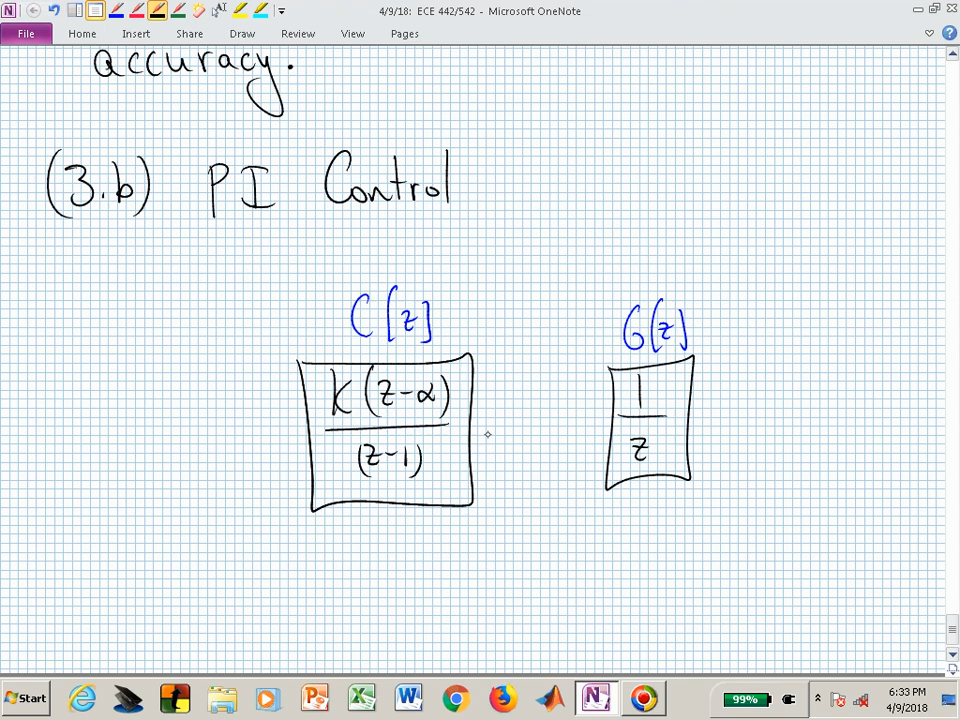 4/9/18: ECE 442/542 - Microsoft OneNote
File Home Insert Share Draw Review View Pages
accuracy.
(3.b) PI Control
C[z] G[z]
K(z-α) 1
(z-1) z
99%
Start
6:33 PM
4/9/2018